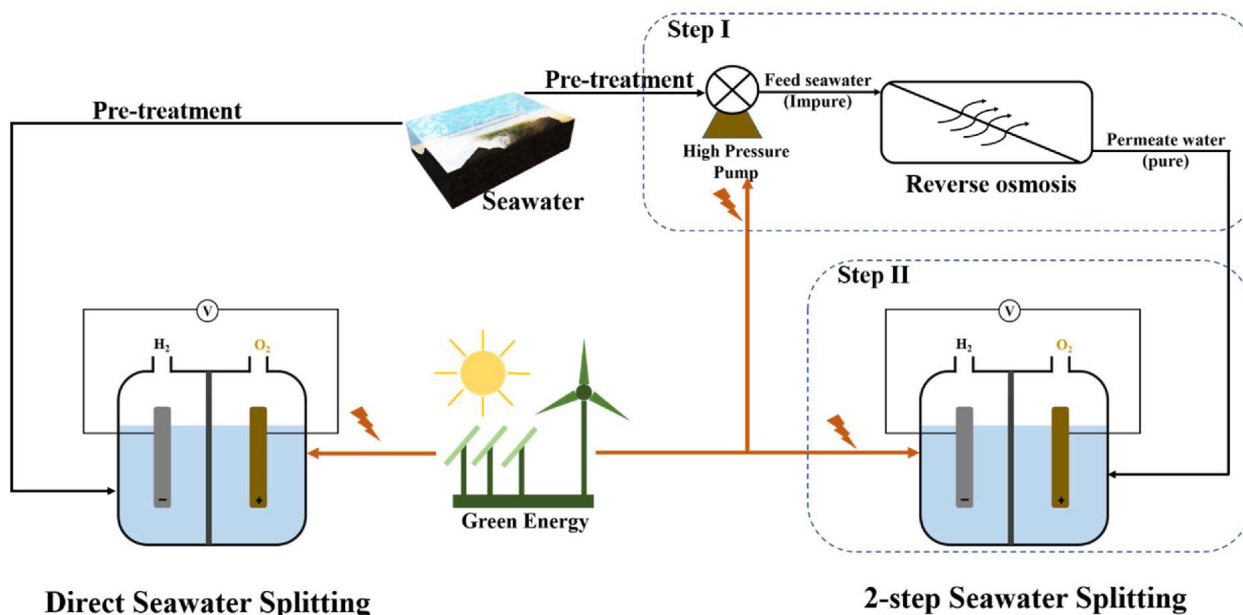 Step I
Pre-treatment
Pre-treatment
Feed seawater
(Impure)
High Pressure
Pump
Permeate water
(pure)
Reverse osmosis
Seawater
Step II
V
H₂
O₂
−
+
Green Energy
V
H₂
O₂
−
+
Direct Seawater Splitting
2-step Seawater Splitting